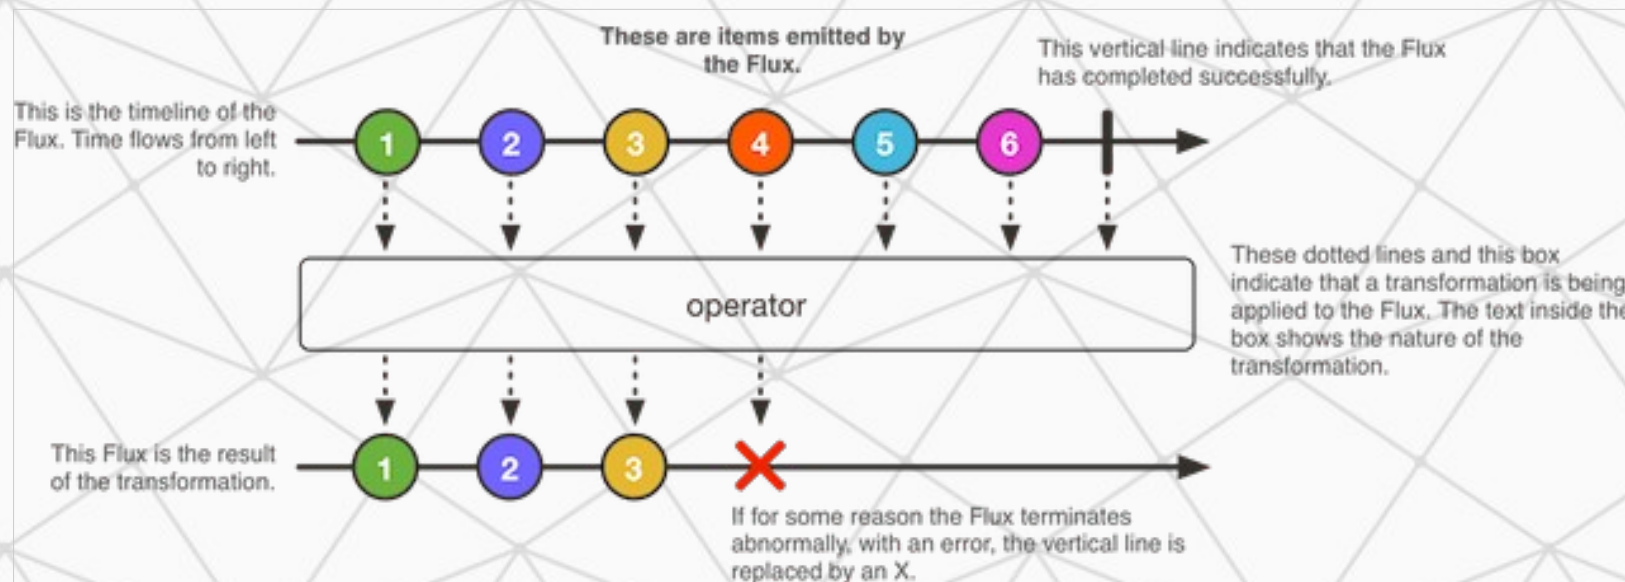 These are items emitted by
the Flux.
This vertical line indicates that the Flux
has completed successfully.
This is the timeline of the
Flux. Time flows from left
to right.
1 2 3 4 5 6
These dotted lines and this box
indicate that a transformation is being
applied to the Flux. The text inside the
box shows the nature of the
transformation.
operator
This Flux is the result
of the transformation.
1 2 3
If for some reason the Flux terminates
abnormally, with an error, the vertical line is
replaced by an X.